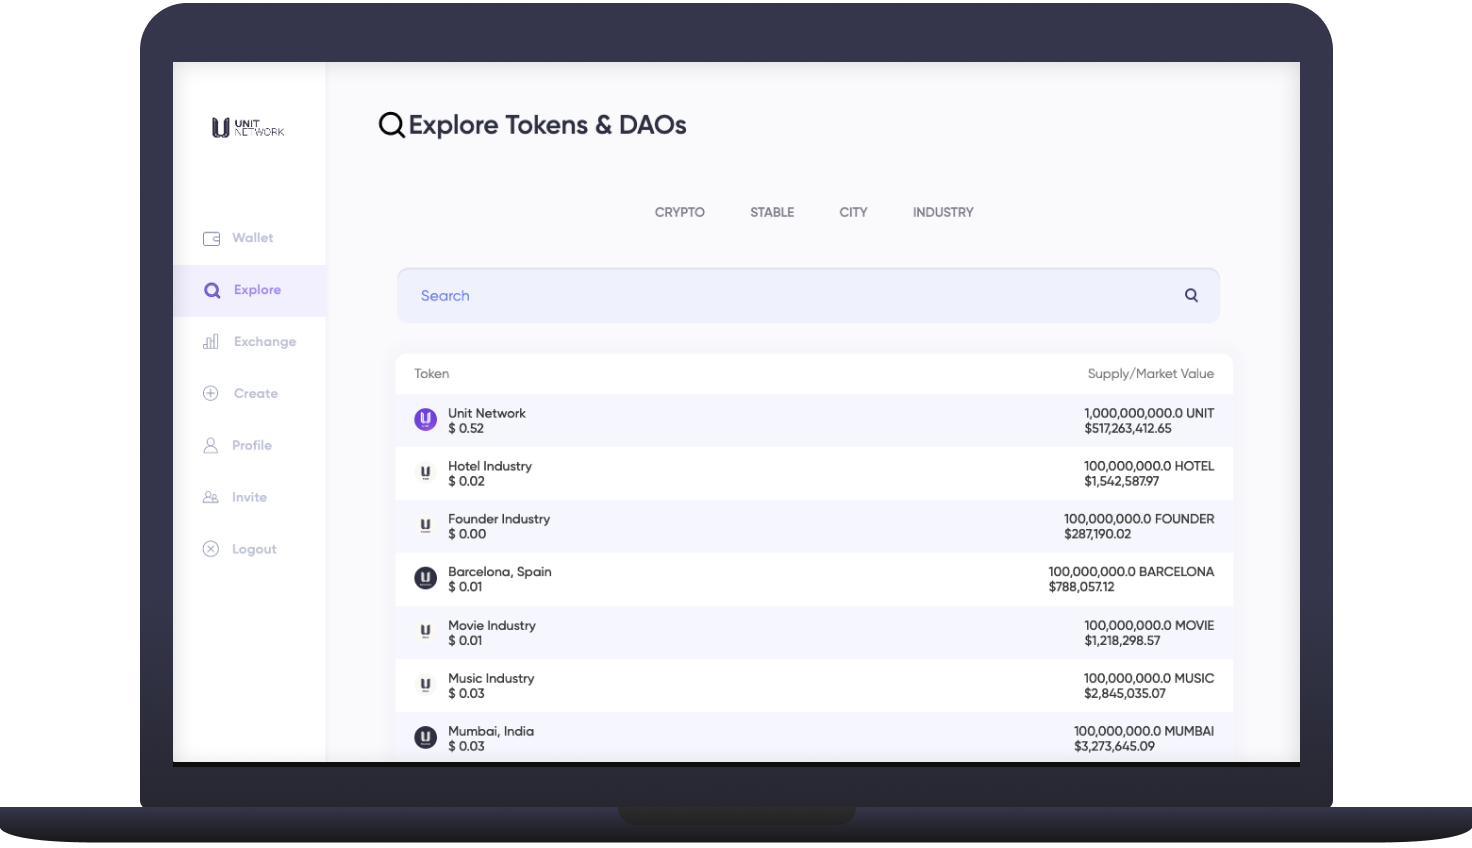 UNIT
NETWORK
Explore Tokens & DAOs
CRYPTO STABLE CITY INDUSTRY
Wallet
Explore
Exchange
Create
Profile
Invite
Logout
Search
Token Supply/Market Value
Unit Network 1,000,000,000.0 UNIT
$ 0.52 $517,263,412.65
Hotel Industry 100,000,000.0 HOTEL
$ 0.02 $1,542,587.97
Founder Industry 100,000,000.0 FOUNDER
$ 0.00 $287,190.02
Barcelona, Spain 100,000,000.0 BARCELONA
$ 0.01 $788,057.12
Movie Industry 100,000,000.0 MOVIE
$ 0.01 $1,218,298.57
Music Industry 100,000,000.0 MUSIC
$ 0.03 $2,845,035.07
Mumbai, India 100,000,000.0 MUMBAI
$ 0.03 $3,273,645.09